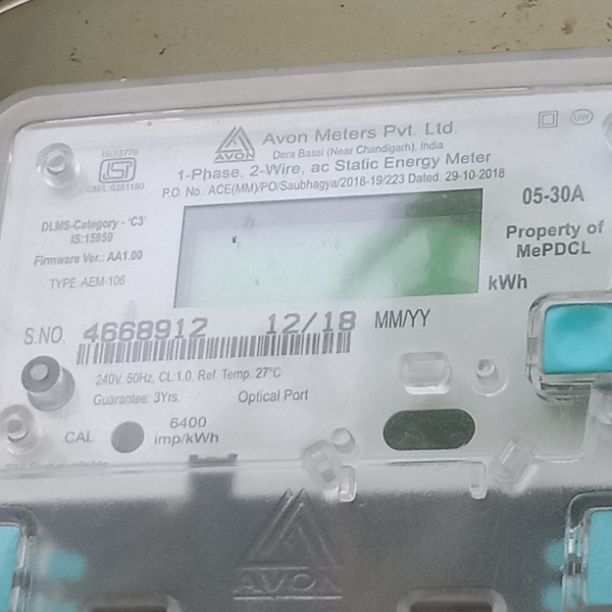 Avon Meters Pvt. Ltd.
AVON
Dera Bassi (Near Chandigarh), India
1-Phase, 2-Wire, ac Static Energy Meter
P.O. No.: ACE(MM)/PO/Saubhagya/2018-19/223 Dated: 29-10-2018
UW
IS:13779
ISI
05-30A
Property of
MePDCL
DLMS-Category - 'C3'
IS:15959
Firmware Ver.: AA1.00
TYPE AEM-106
kWh
S.NO. 4668912 12/18 MM/YY
240V, 50Hz, CL:1.0, Ref. Temp. 27°C
Guarantee: 3Yrs. Optical Port
CAL 6400
imp/kWh
AVON